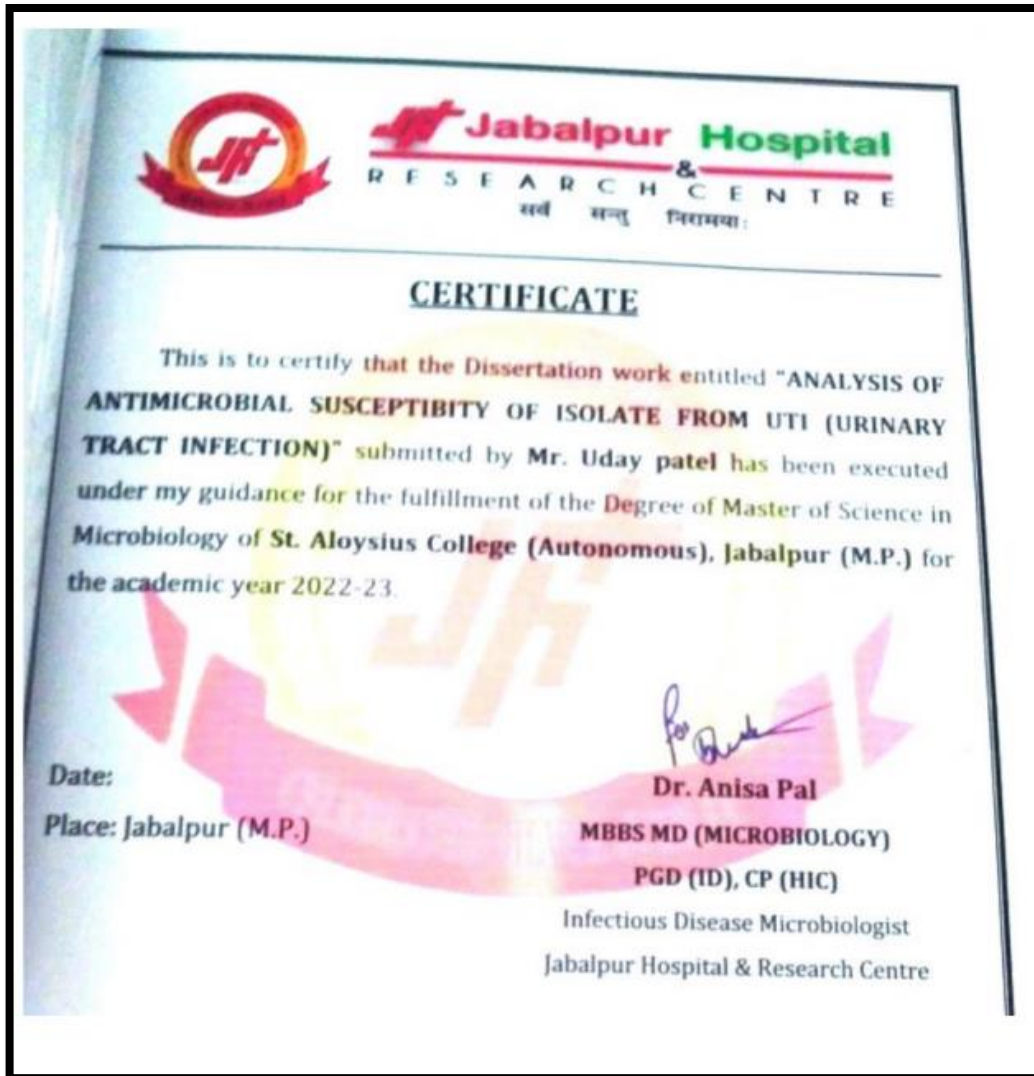 JH
Jabalpur Hospital
&
RESEARCH CENTRE
सर्वे सन्तु निरामयाः
CERTIFICATE
This is to certify that the Dissertation work entitled "ANALYSIS OF
ANTIMICROBIAL SUSCEPTIBITY OF ISOLATE FROM UTI (URINARY
TRACT INFECTION)" submitted by Mr. Uday patel has been executed
under my guidance for the fulfillment of the Degree of Master of Science in
Microbiology of St. Aloysius College (Autonomous), Jabalpur (M.P.) for
the academic year 2022-23.
JH
for
Date:
Dr. Anisa Pal
Place: Jabalpur (M.P.)
MBBS MD (MICROBIOLOGY)
PGD (ID), CP (HIC)
Infectious Disease Microbiologist
Jabalpur Hospital & Research Centre